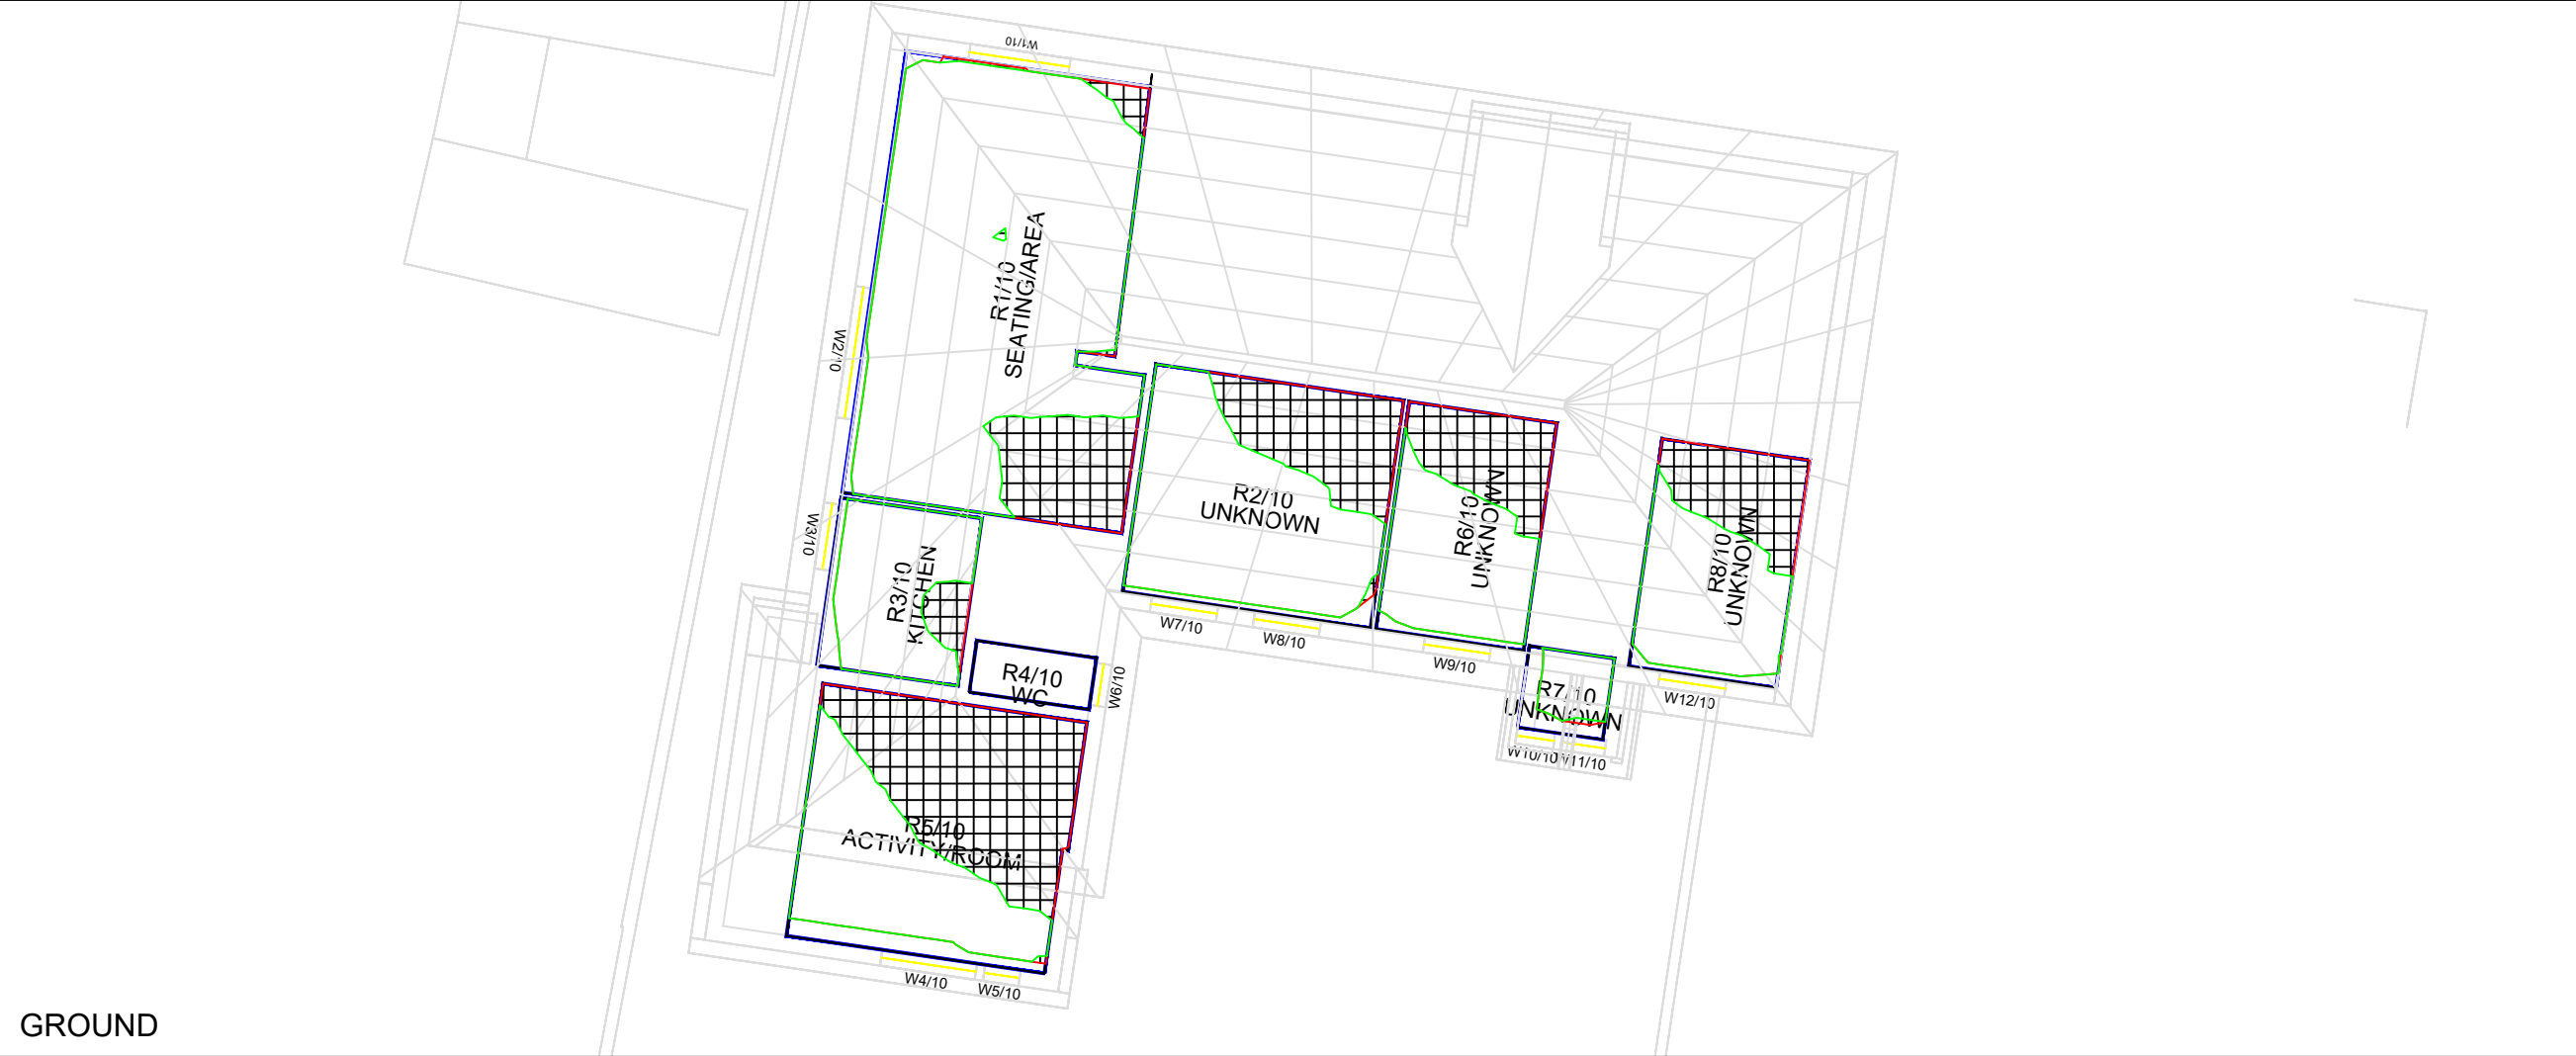 W1/10
R1/10
SEATING/AREA
W2/10
W3/10
R3/10
KITCHEN
R2/10
UNKNOWN
R6/10
UNKNOWN
R8/10
UNKNOWN
W7/10
W8/10
W9/10
R4/10
WC
W6/10
R7/10
UNKNOWN
W12/10
W10/10
W11/10
R5/10
ACTIVITY/ROOM
W4/10
W5/10
GROUND